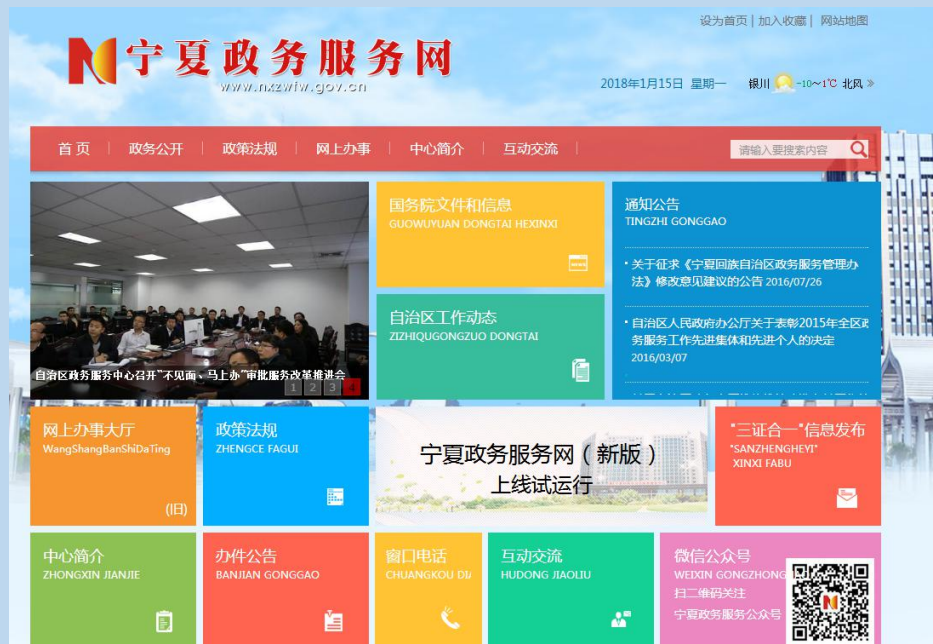 设为首页 | 加入收藏 | 网站地图
宁夏政务服务网
www.nxzwfw.gov.cn
2018年1月15日 星期一 银川 -10~1℃ 北风 »
首 页 政务公开 政策法规 网上办事 中心简介 互动交流 请输入要搜索内容
国务院文件和信息
GUOWUYUAN DONGTAI HEXINXI
通知公告
TINGZHI GONGGAO
关于征求《宁夏回族自治区政务服务管理办
法》修改意见建议的公告 2016/07/26
自治区工作动态
ZIZHIQUGONGZUO DONGTAI
自治区人民政府办公厅关于表彰2015年全区政
务服务工作先进集体和先进个人的决定
2016/03/07
自治区政务服务中心召开"不见面、马上办"审批服务改革推进会
1 2 3 4
网上办事大厅
WangShangBanShiDaTing
(旧)
政策法规
ZHENGCE FAGUI
宁夏政务服务网（新版）
上线试运行
"三证合一"信息发布
"SANZHENGHEYI"
XINXI FABU
中心简介
ZHONGXIN JIANJIE
办件公告
BANJIAN GONGGAO
窗口电话
CHUANGKOU DI
互动交流
HUDONG JIAOLIU
微信公众号
WEIXIN GONGZHONG
扫二维码关注
宁夏政务服务公众号